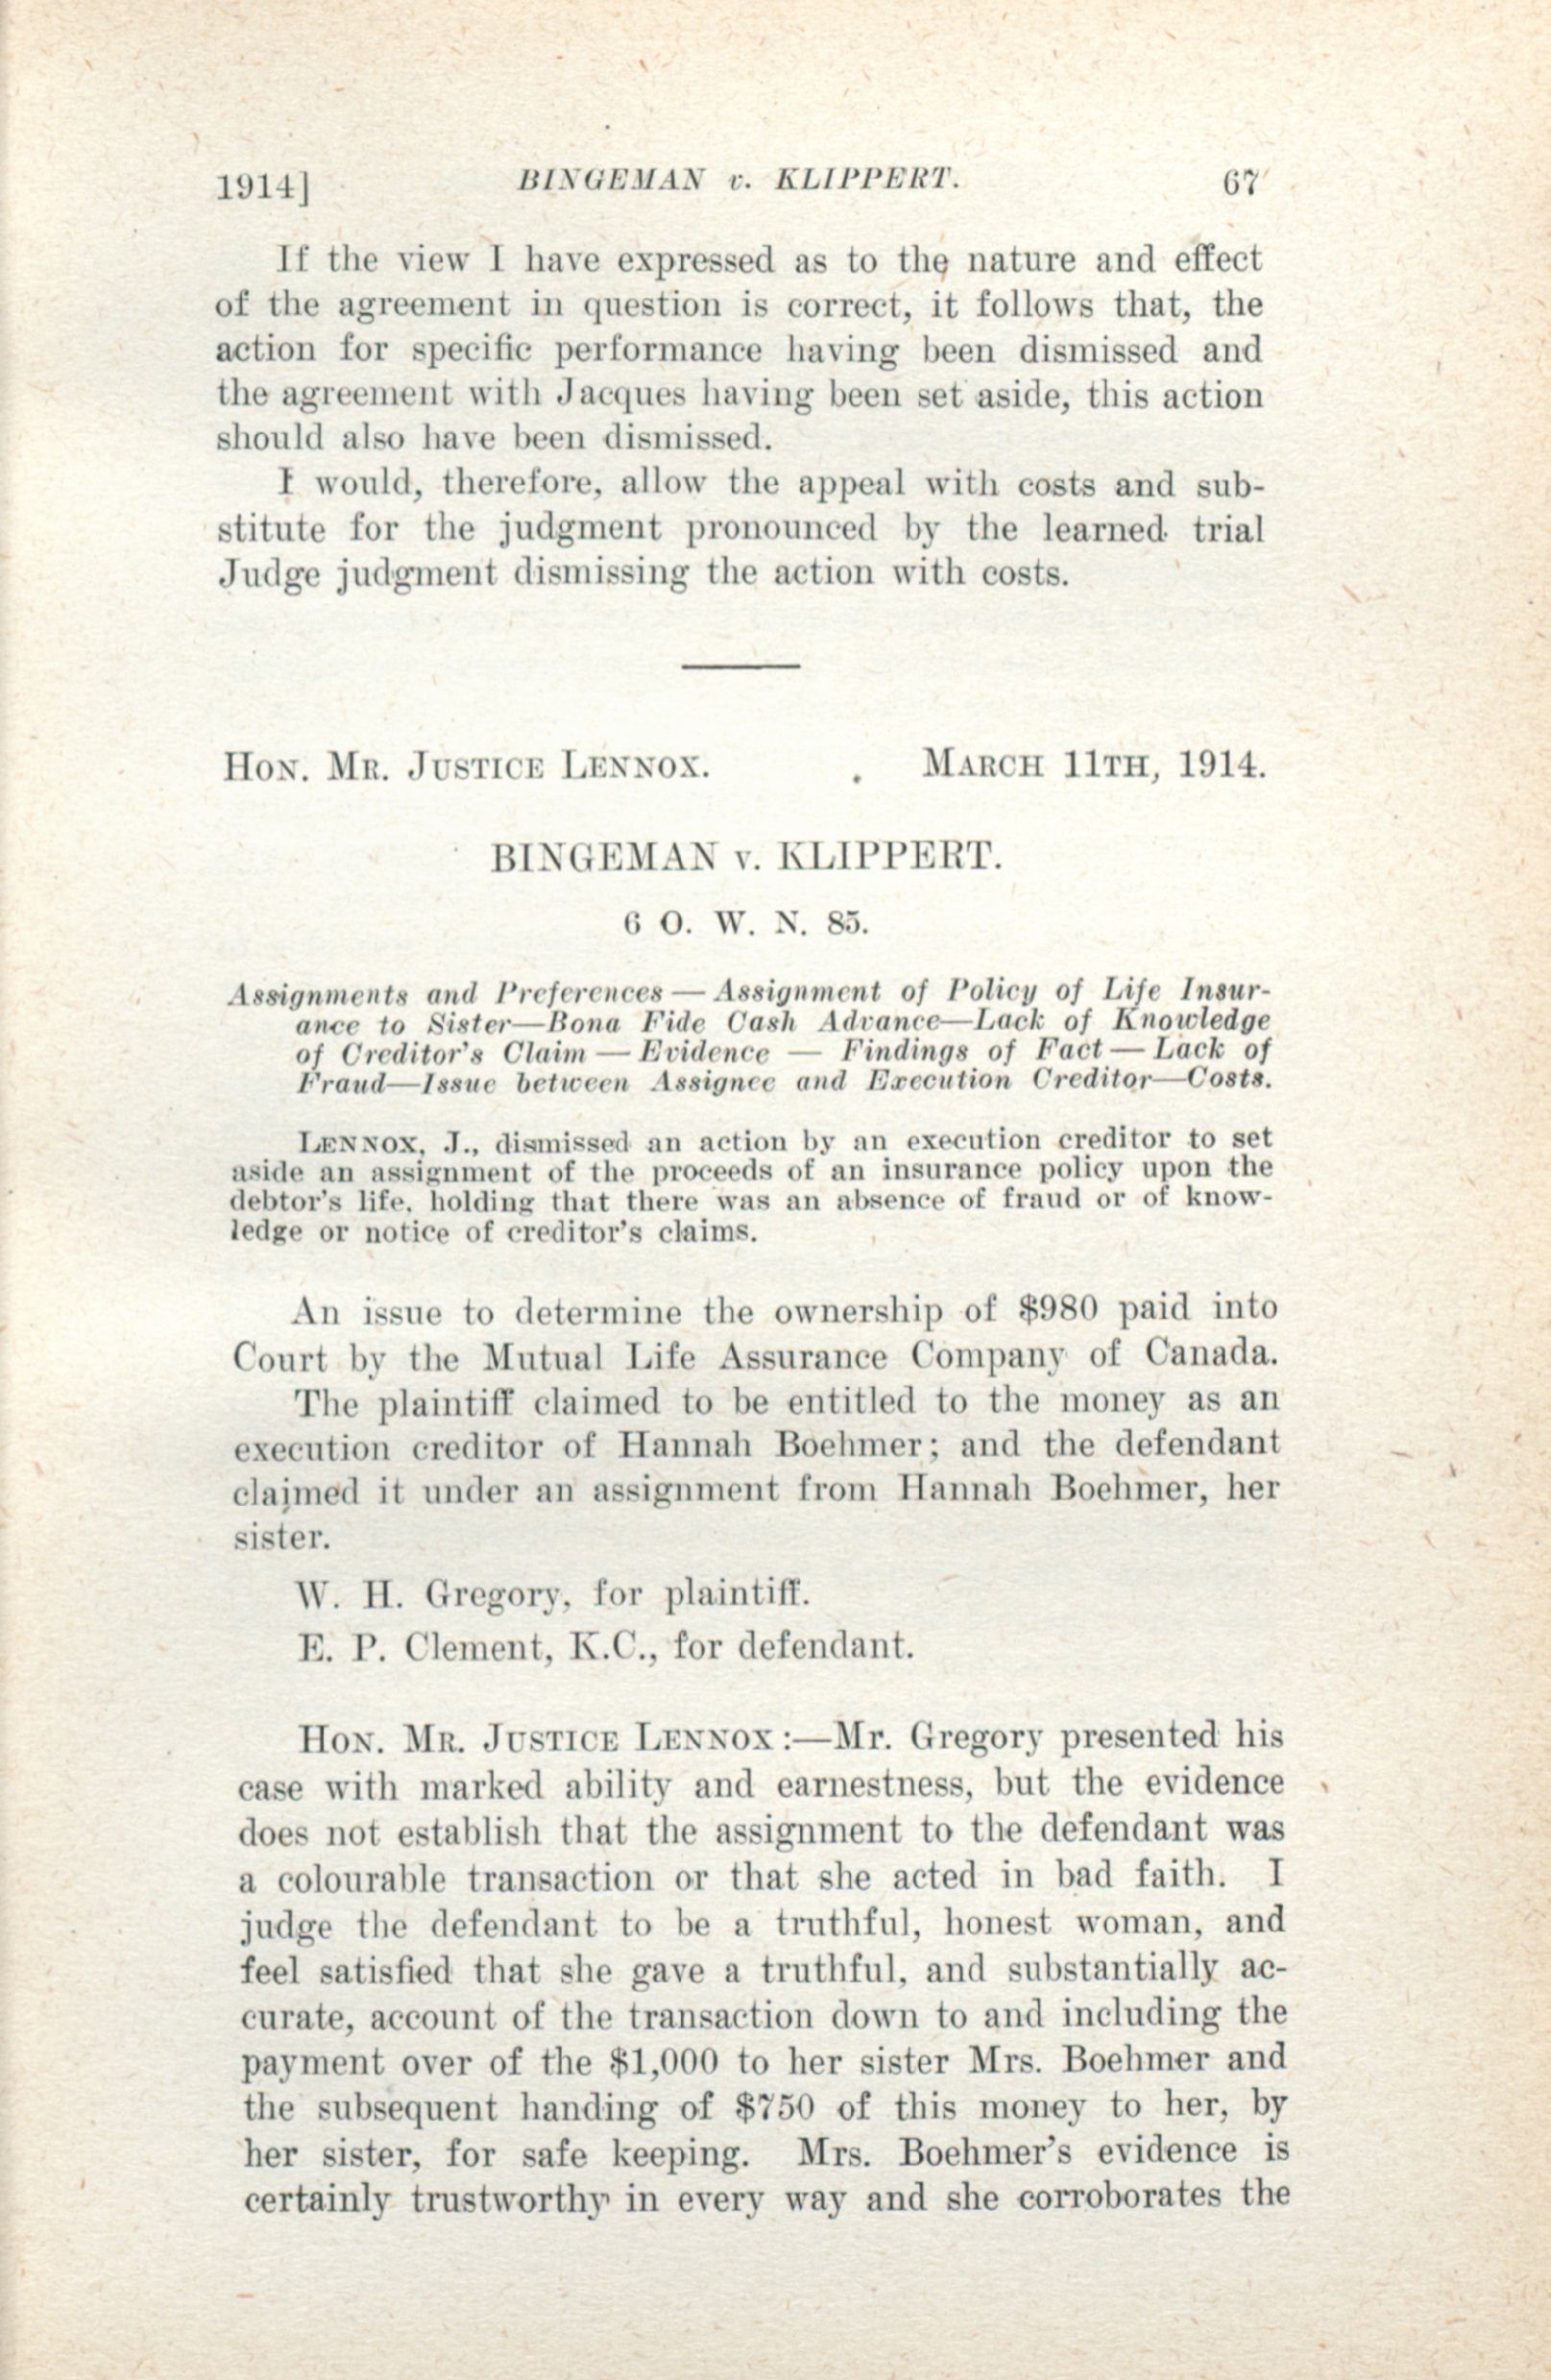 1914] BINGEMAN v. KLIPPERT. 67
If the view I have expressed as to the nature and effect
of the agreement in question is correct, it follows that, the
action for specific performance having been dismissed and
the agreement with Jacques having been set aside, this action
should also have been dismissed.
I would, therefore, allow the appeal with costs and sub-
stitute for the judgment pronounced by the learned trial
Judge judgment dismissing the action with costs.
HON. MR. JUSTICE LENNOX. MARCH 11TH, 1914.
BINGEMAN v. KLIPPERT.
6 O. W. N. 85.
Assignments and Preferences — Assignment of Policy of Life Insur-
ance to Sister—Bona Fide Cash Advance—Lack of Knowledge
of Creditor's Claim — Evidence — Findings of Fact — Lack of
Fraud—Issue between Assignee and Execution Creditor—Costs.
LENNOX, J., dismissed an action by an execution creditor to set
aside an assignment of the proceeds of an insurance policy upon the
debtor's life, holding that there was an absence of fraud or of know-
ledge or notice of creditor's claims.
An issue to determine the ownership of $980 paid into
Court by the Mutual Life Assurance Company of Canada.
The plaintiff claimed to be entitled to the money as an
execution creditor of Hannah Boehmer; and the defendant
claimed it under an assignment from Hannah Boehmer, her
sister.
W. H. Gregory, for plaintiff.
E. P. Clement, K.C., for defendant.
HON. MR. JUSTICE LENNOX:—Mr. Gregory presented his
case with marked ability and earnestness, but the evidence
does not establish that the assignment to the defendant was
a colourable transaction or that she acted in bad faith. I
judge the defendant to be a truthful, honest woman, and
feel satisfied that she gave a truthful, and substantially ac-
curate, account of the transaction down to and including the
payment over of the $1,000 to her sister Mrs. Boehmer and
the subsequent handing of $750 of this money to her, by
her sister, for safe keeping. Mrs. Boehmer's evidence is
certainly trustworthy in every way and she corroborates the